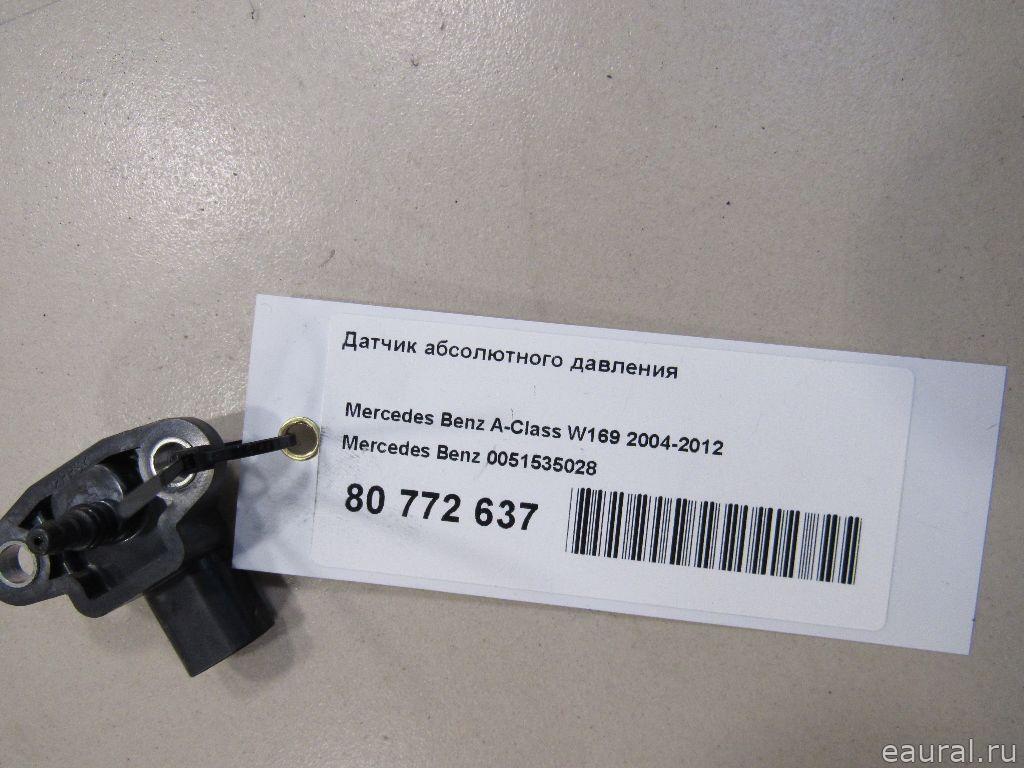 Датчик абсолютного давления
Mercedes Benz A-Class W169 2004-2012
Mercedes Benz 0051535028
80 772 637
eaural.ru